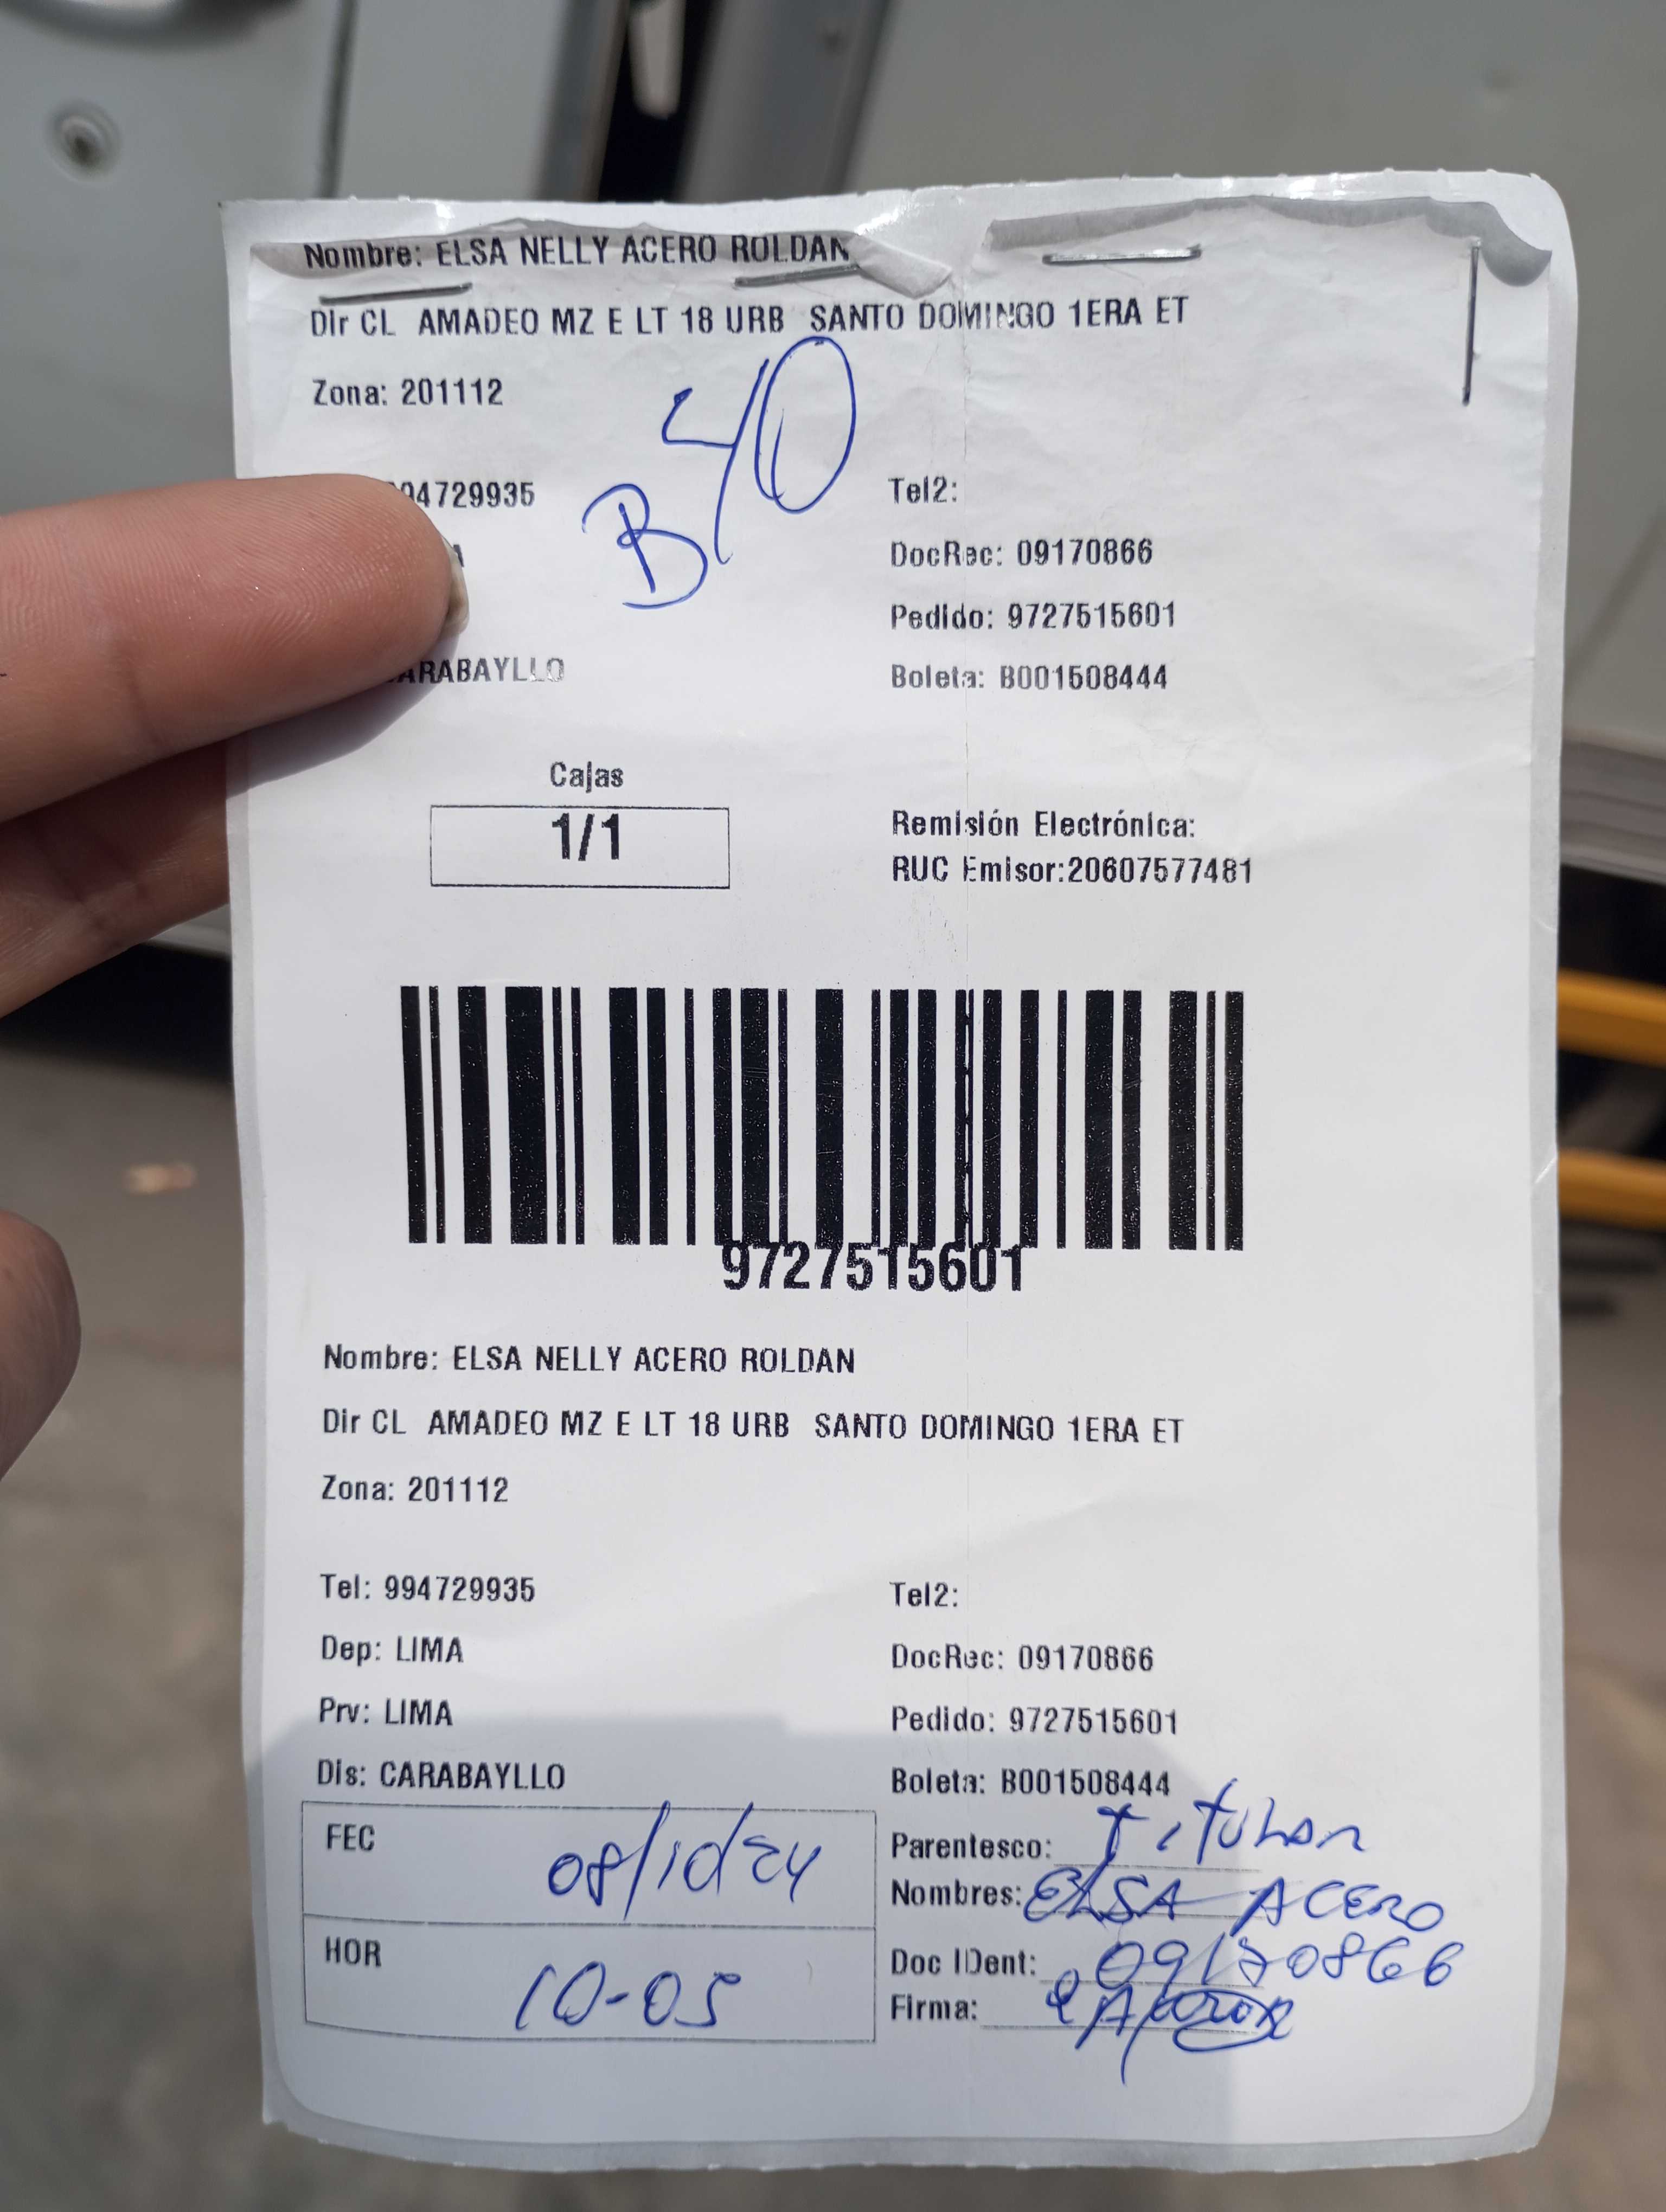 Nombre: ELSA NELLY ACERO ROLDAN
Dir CL AMADEO MZ E LT 18 URB SANTO DOMINGO 1ERA ET
Zona: 201112
B 40
94729935 Tel2:
A DocRec: 09170866
Pedido: 9727515601
ARABAYLLO Boleta: B001508444
Cajas
1/1
Remisión Electrónica:
RUC Emisor:20607577481
9727515601
Nombre: ELSA NELLY ACERO ROLDAN
Dir CL AMADEO MZ E LT 18 URB SANTO DOMINGO 1ERA ET
Zona: 201112
Tel: 994729935 Tel2:
Dep: LIMA DocRec: 09170866
Prv: LIMA Pedido: 9727515601
Dis: CARABAYLLO Boleta: B001508444
FEC 08/10/24 Parentesco: Titular
Nombres: ELSA ACERO
HOR 10-05 Doc IDent: 09170866
Firma: